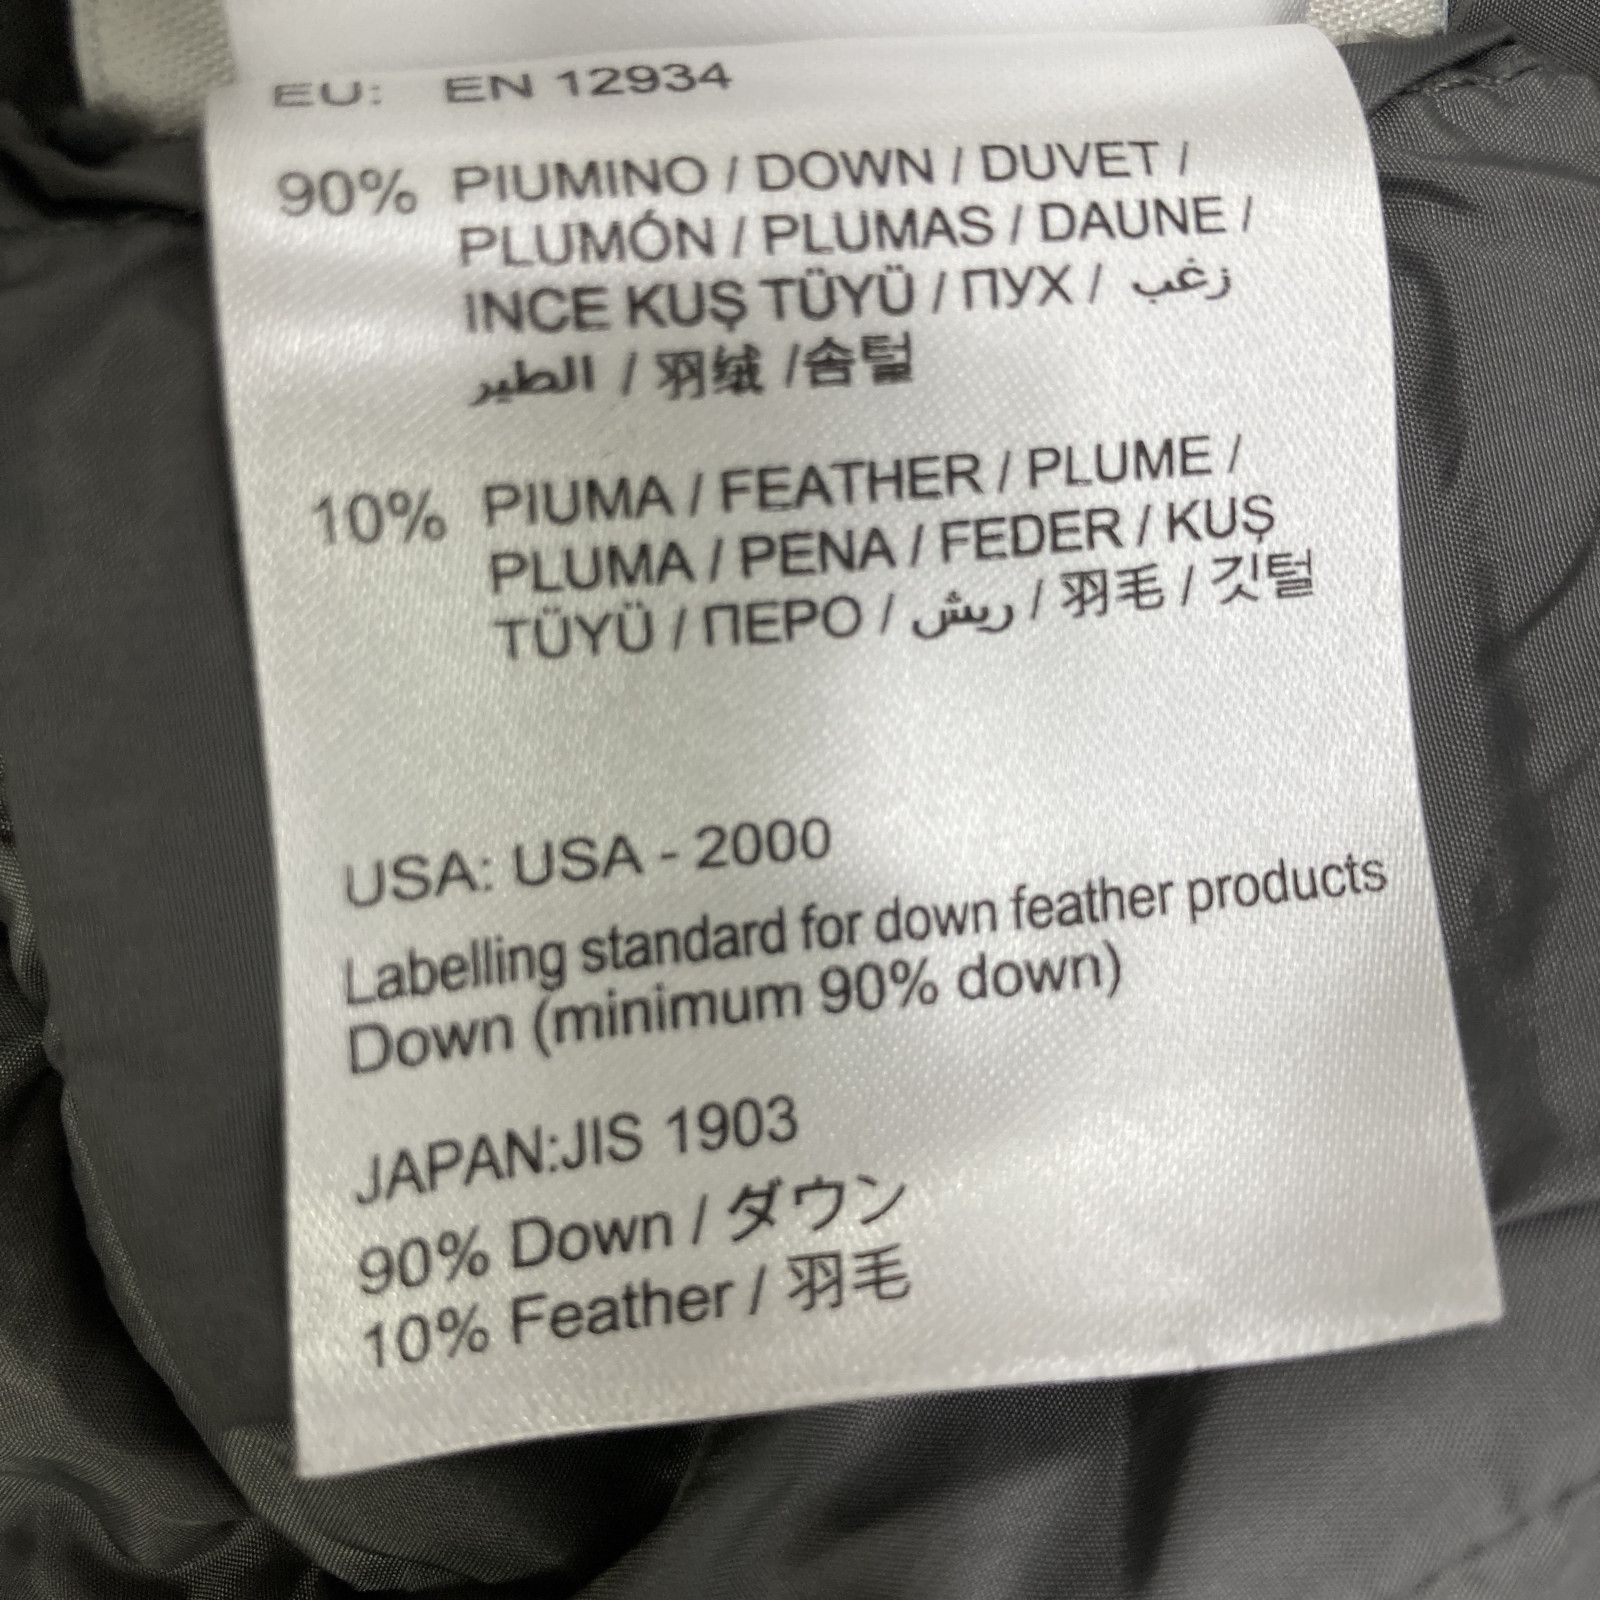 EU: EN 12934
90% PIUMINO / DOWN / DUVET /
PLUMÓN / PLUMAS / DAUNE /
INCE KUŞ TÜYÜ / ПУХ / زغب
الطير / 羽绒 /솜털
10% PIUMA / FEATHER / PLUME /
PLUMA / PENA / FEDER / KUŞ
TÜYÜ / ПЕРО / ريش / 羽毛 / 깃털
USA: USA - 2000
Labelling standard for down feather products
Down (minimum 90% down)
JAPAN:JIS 1903
90% Down / ダウン
10% Feather / 羽毛